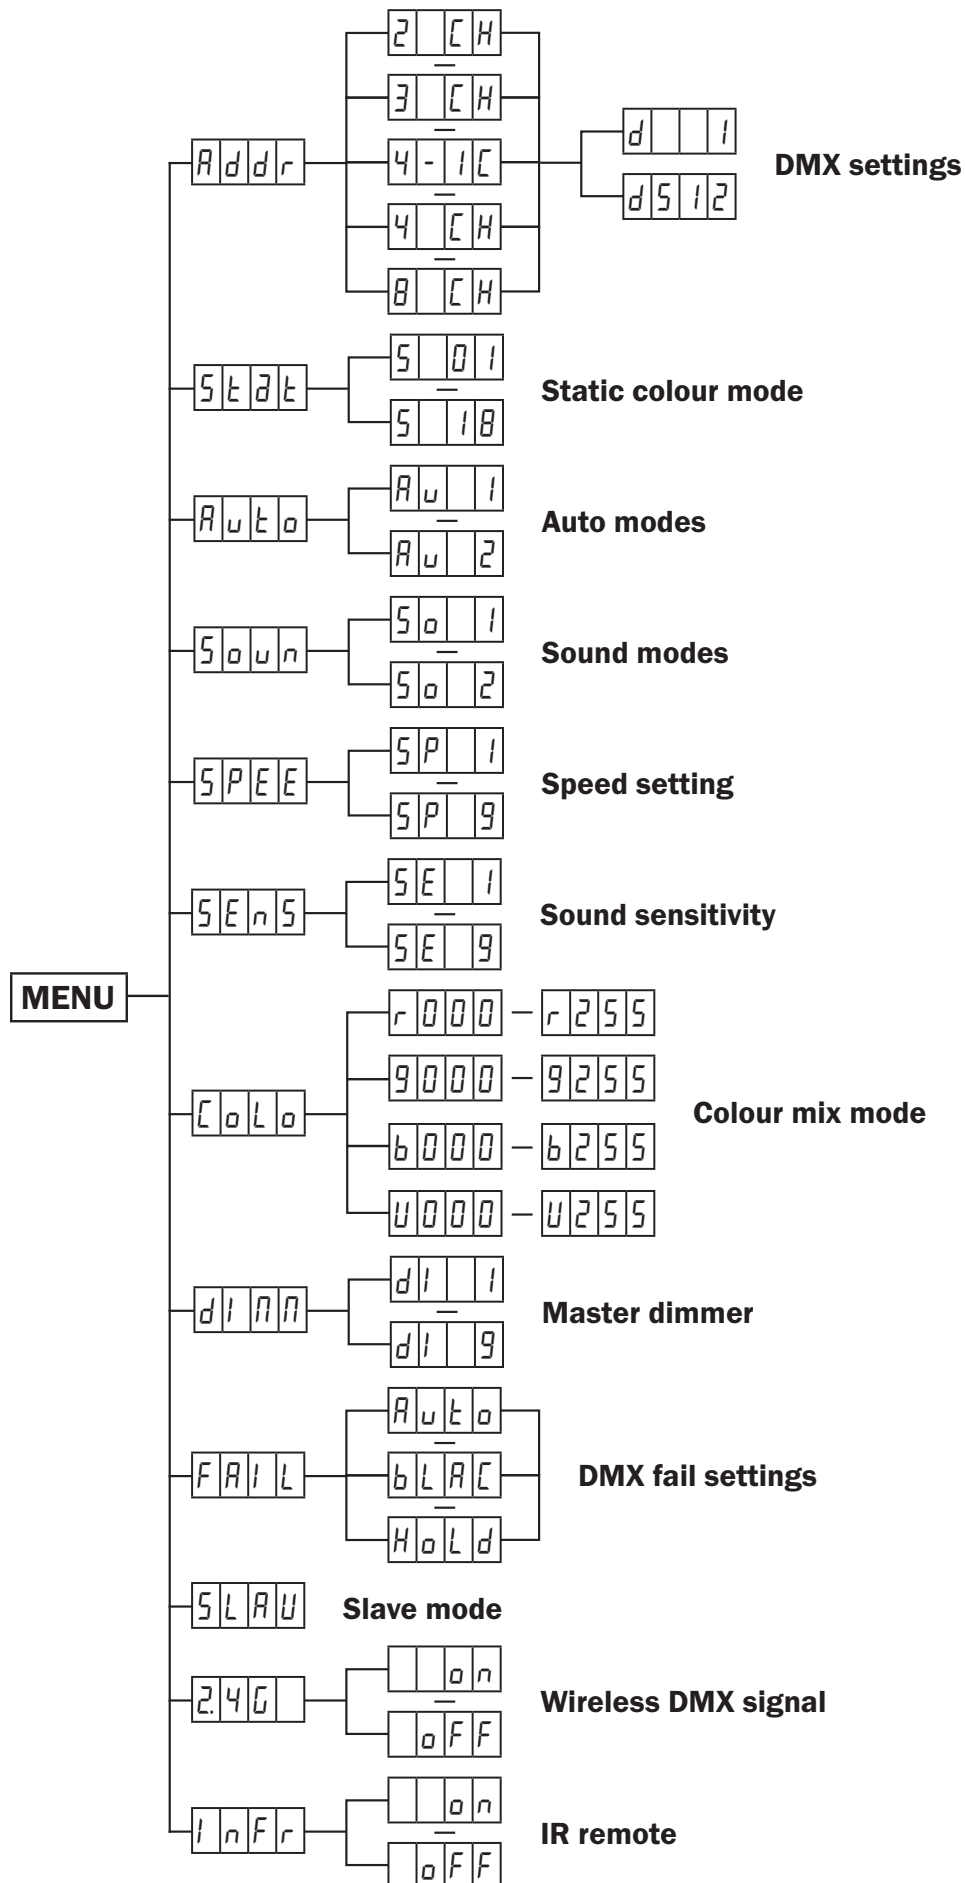 2 CH
3 CH
Addr
4-1C
4 CH
8 CH
d 1
d512
DMX settings
Stat
S 01
S 18
Static colour mode
Auto
Au 1
Au 2
Auto modes
Soun
So 1
So 2
Sound modes
SPEE
SP 1
SP 9
Speed setting
SEnS
SE 1
SE 9
Sound sensitivity
MENU
CoLo
r000 — r255
g000 — g255
b000 — b255
U000 — U255
Colour mix mode
dIMM
dI 1
dI 9
Master dimmer
FAIL
Auto
bLAC
HoLd
DMX fail settings
SLAU
Slave mode
2.4G
on
oFF
Wireless DMX signal
InFr
on
oFF
IR remote